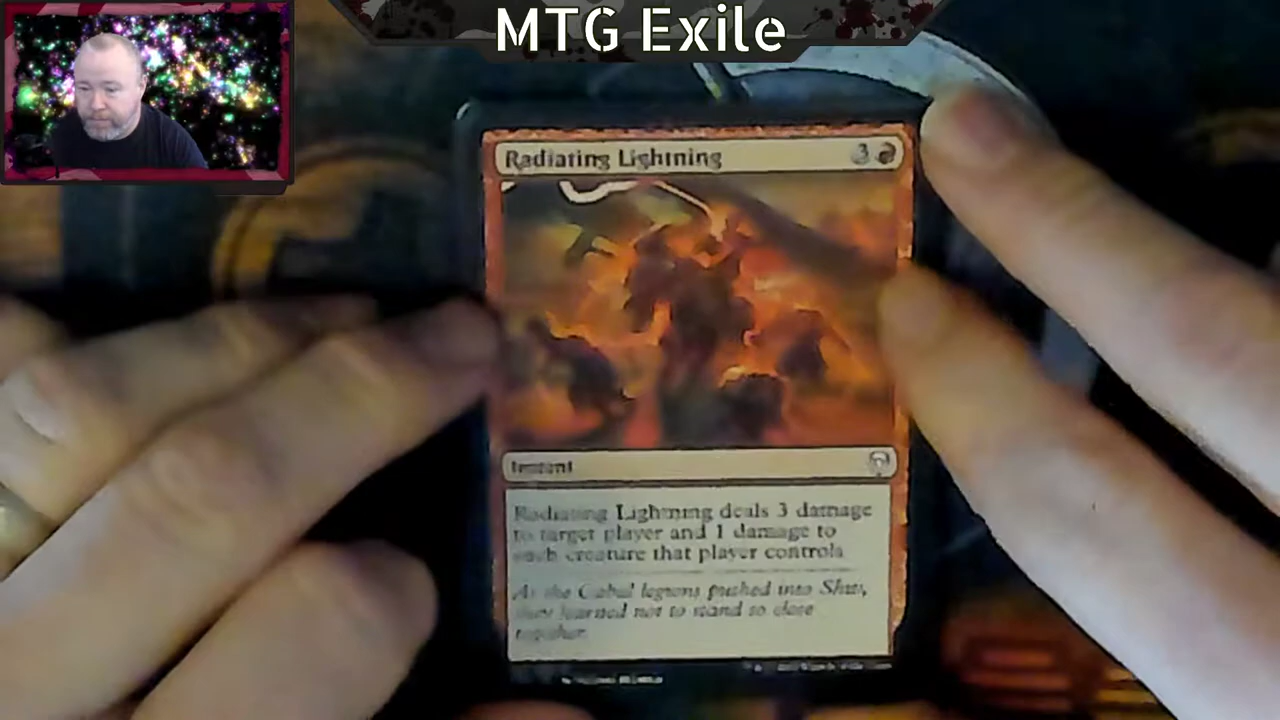 MTG Exile
Radiating Lightning
3
Instant
Radiating Lightning deals 3 damage
to target player and 1 damage to
each creature that player controls
As the Cabal legions pushed into Shiv,
they learned not to stand so close
together.